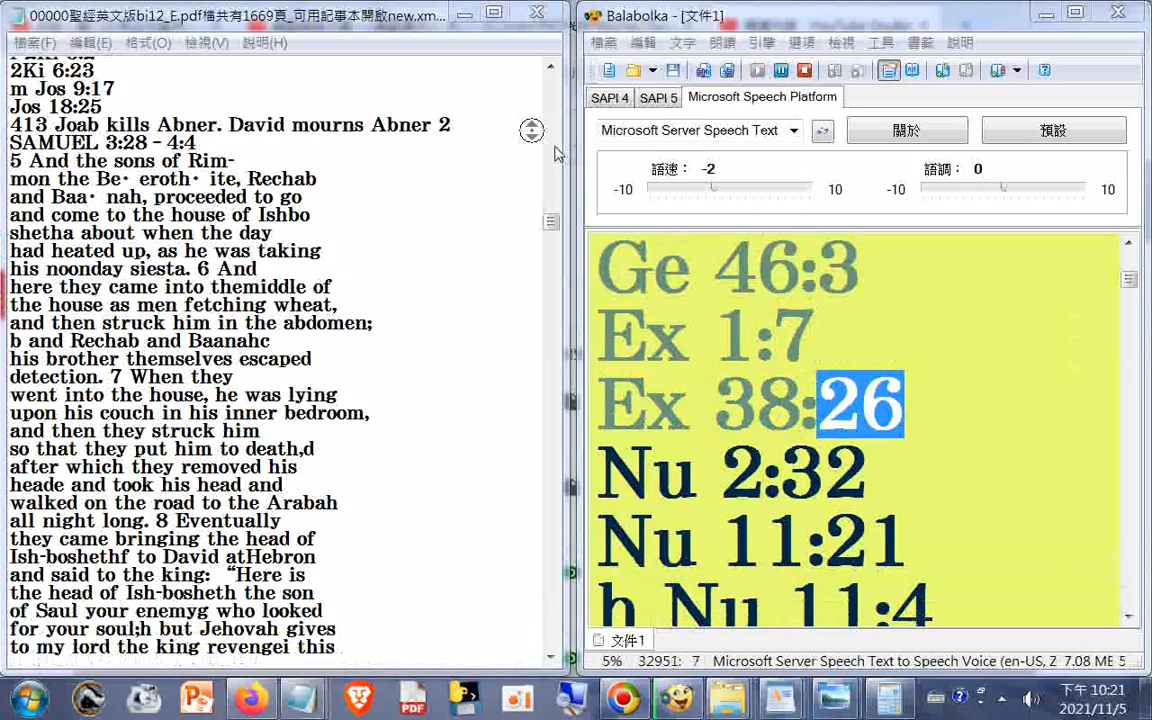 00000聖經英文版bi12_E.pdf檔共有1669頁_可用記事本開啟new.xm...
檔案(F) 編輯(E) 格式(O) 檢視(V) 說明(H)
2Ki 6:23
m Jos 9:17
Jos 18:25
413 Joab kills Abner. David mourns Abner 2
SAMUEL 3:28 – 4:4
5 And the sons of Rim-
mon the Be· eroth· ite, Rechab
and Baa· nah, proceeded to go
and come to the house of Ishbo
shetha about when the day
had heated up, as he was taking
his noonday siesta. 6 And
here they came into themiddle of
the house as men fetching wheat,
and then struck him in the abdomen;
b and Rechab and Baanahc
his brother themselves escaped
detection. 7 When they
went into the house, he was lying
upon his couch in his inner bedroom,
and then they struck him
so that they put him to death,d
after which they removed his
heade and took his head and
walked on the road to the Arabah
all night long. 8 Eventually
they came bringing the head of
Ish-boshethf to David atHebron
and said to the king: “Here is
the head of Ish-bosheth the son
of Saul your enemyg who looked
for your soul;h but Jehovah gives
to my lord the king revengei this
Balabolka - [文件1]
檔案 編輯 文字 朗讀 引擎 選項 檢視 工具 書籤 說明
SAPI 4 SAPI 5 Microsoft Speech Platform
Microsoft Server Speech Text 關於 預設
語速： -2 語調： 0
-10 10 -10 10
Ge 46:3
Ex 1:7
Ex 38:26
Nu 2:32
Nu 11:21
h Nu 11:4
文件1
5% 32951: 7 Microsoft Server Speech Text to Speech Voice (en-US, Z 7.08 MB 5
PDF
下午 10:21
2021/11/5